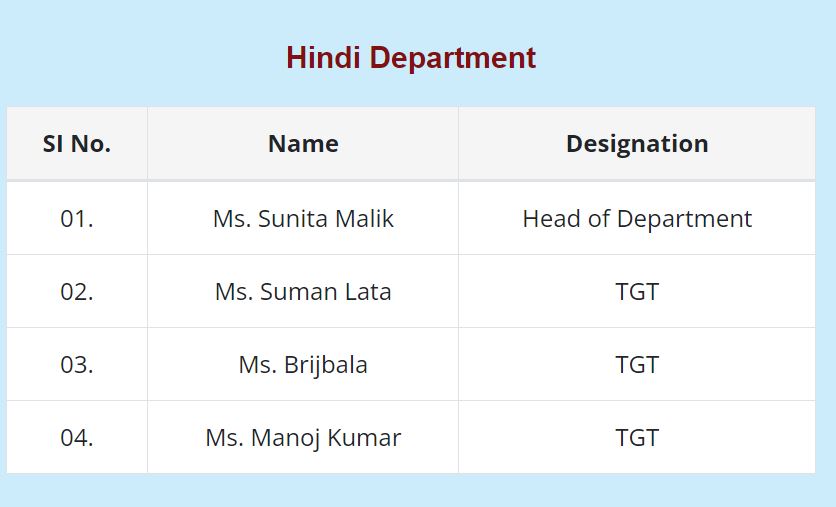 Hindi Department
SI No. Name Designation
01. Ms. Sunita Malik Head of Department
02. Ms. Suman Lata TGT
03. Ms. Brijbala TGT
04. Ms. Manoj Kumar TGT